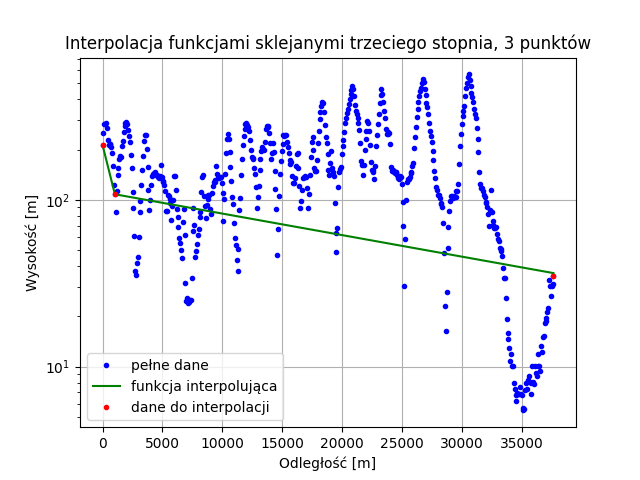 Interpolacja funkcjami sklejanymi trzeciego stopnia, 3 punktów
Wysokość [m]
10²
10¹
pełne dane
funkcja interpolująca
dane do interpolacji
0 5000 10000 15000 20000 25000 30000 35000
Odległość [m]